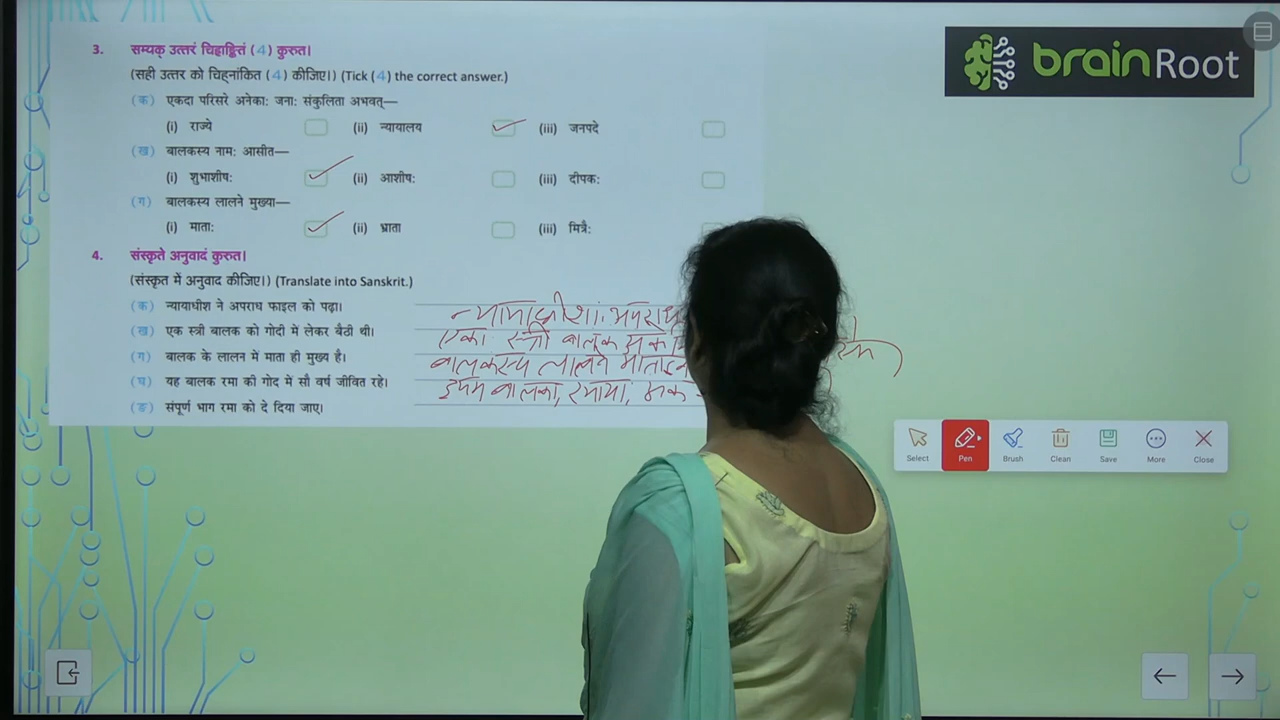 3. सम्यक् उत्तरं चिह्नाङ्कितं (4) कुरुत।
(सही उत्तर को चिह्नांकित (4) कीजिए।) (Tick (4) the correct answer.)
(क) एकदा परिसरे अनेकाः जनाः संकुलिता अभवत्—
(i) राज्ये (ii) न्यायालय (iii) जनपदे
(ख) बालकस्य नामः आसीत—
(i) शुभाशीषः (ii) आशीषः (iii) दीपकः
(ग) बालकस्य लालने मुख्या—
(i) माताः (ii) भ्राता (iii) मित्रैः
4. संस्कृते अनुवादं कुरुत।
(संस्कृत में अनुवाद कीजिए।) (Translate into Sanskrit.)
(क) न्यायाधीश ने अपराध फाइल को पढ़ा।
(ख) एक स्त्री बालक को गोदी में लेकर बैठी थी। एका स्त्री
(ग) बालक के लालन में माता ही मुख्य है। बालकस्य लालने
(घ) यह बालक रमा की गोद में सौ वर्ष जीवित रहे।
(ङ) संपूर्ण भाग रमा को दे दिया जाए।
brainRoot
Select Pen Brush Clean Save More Close